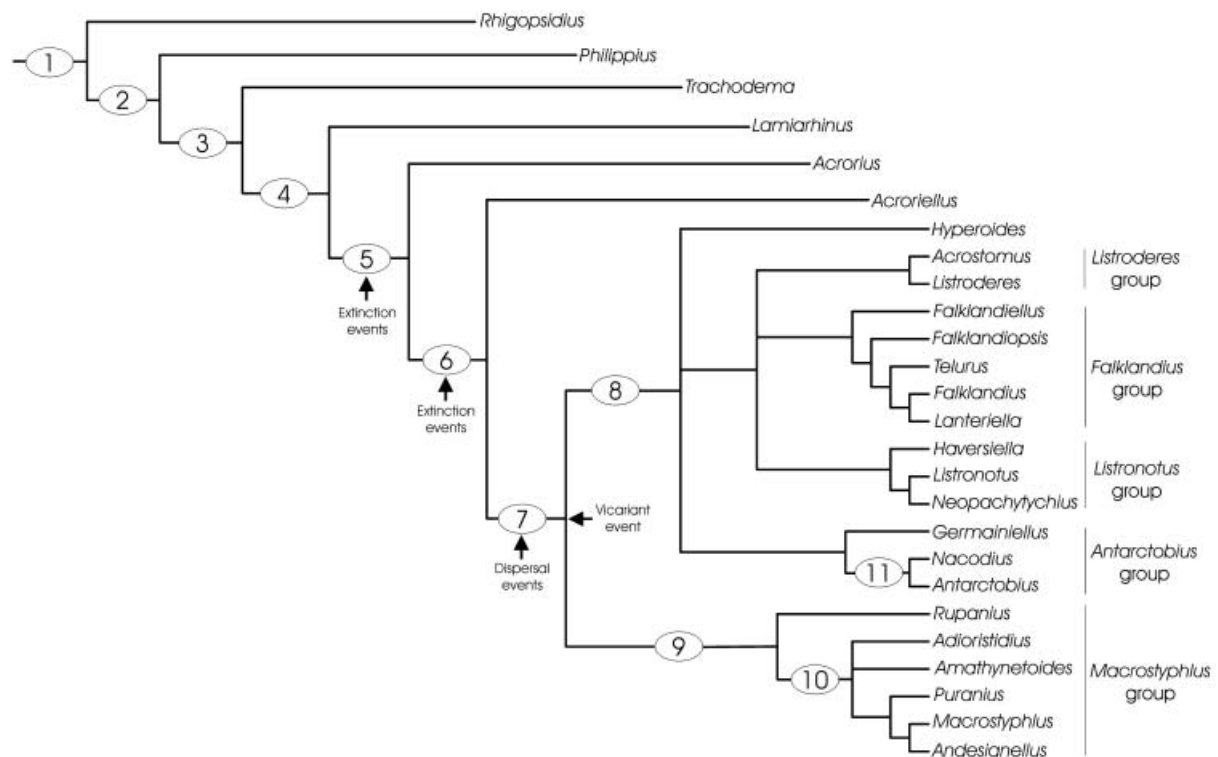 Rhigopsidius
1
Philippius
2
Trachodema
3
Lamiarhinus
4
Acrorius
Acroriellus
5
Extinction
events
Hyperoides
Acrostomus
Listroderes
Listroderes
group
Falklandiellus
Falklandiopsis
Telurus
Falklandius
Lanteriella
Falklandius
group
6
Extinction
events
8
Haversiella
Listronotus
Neopachytychius
Listronotus
group
7
Dispersal
events
Vicariant
event
Germainiellus
Nacodius
Antarctobius
11
Antarctobius
group
9
Rupanius
Adioristidius
Amathynetoides
10
Puranius
Macrostyphlus
Andesianellus
Macrostyphlus
group